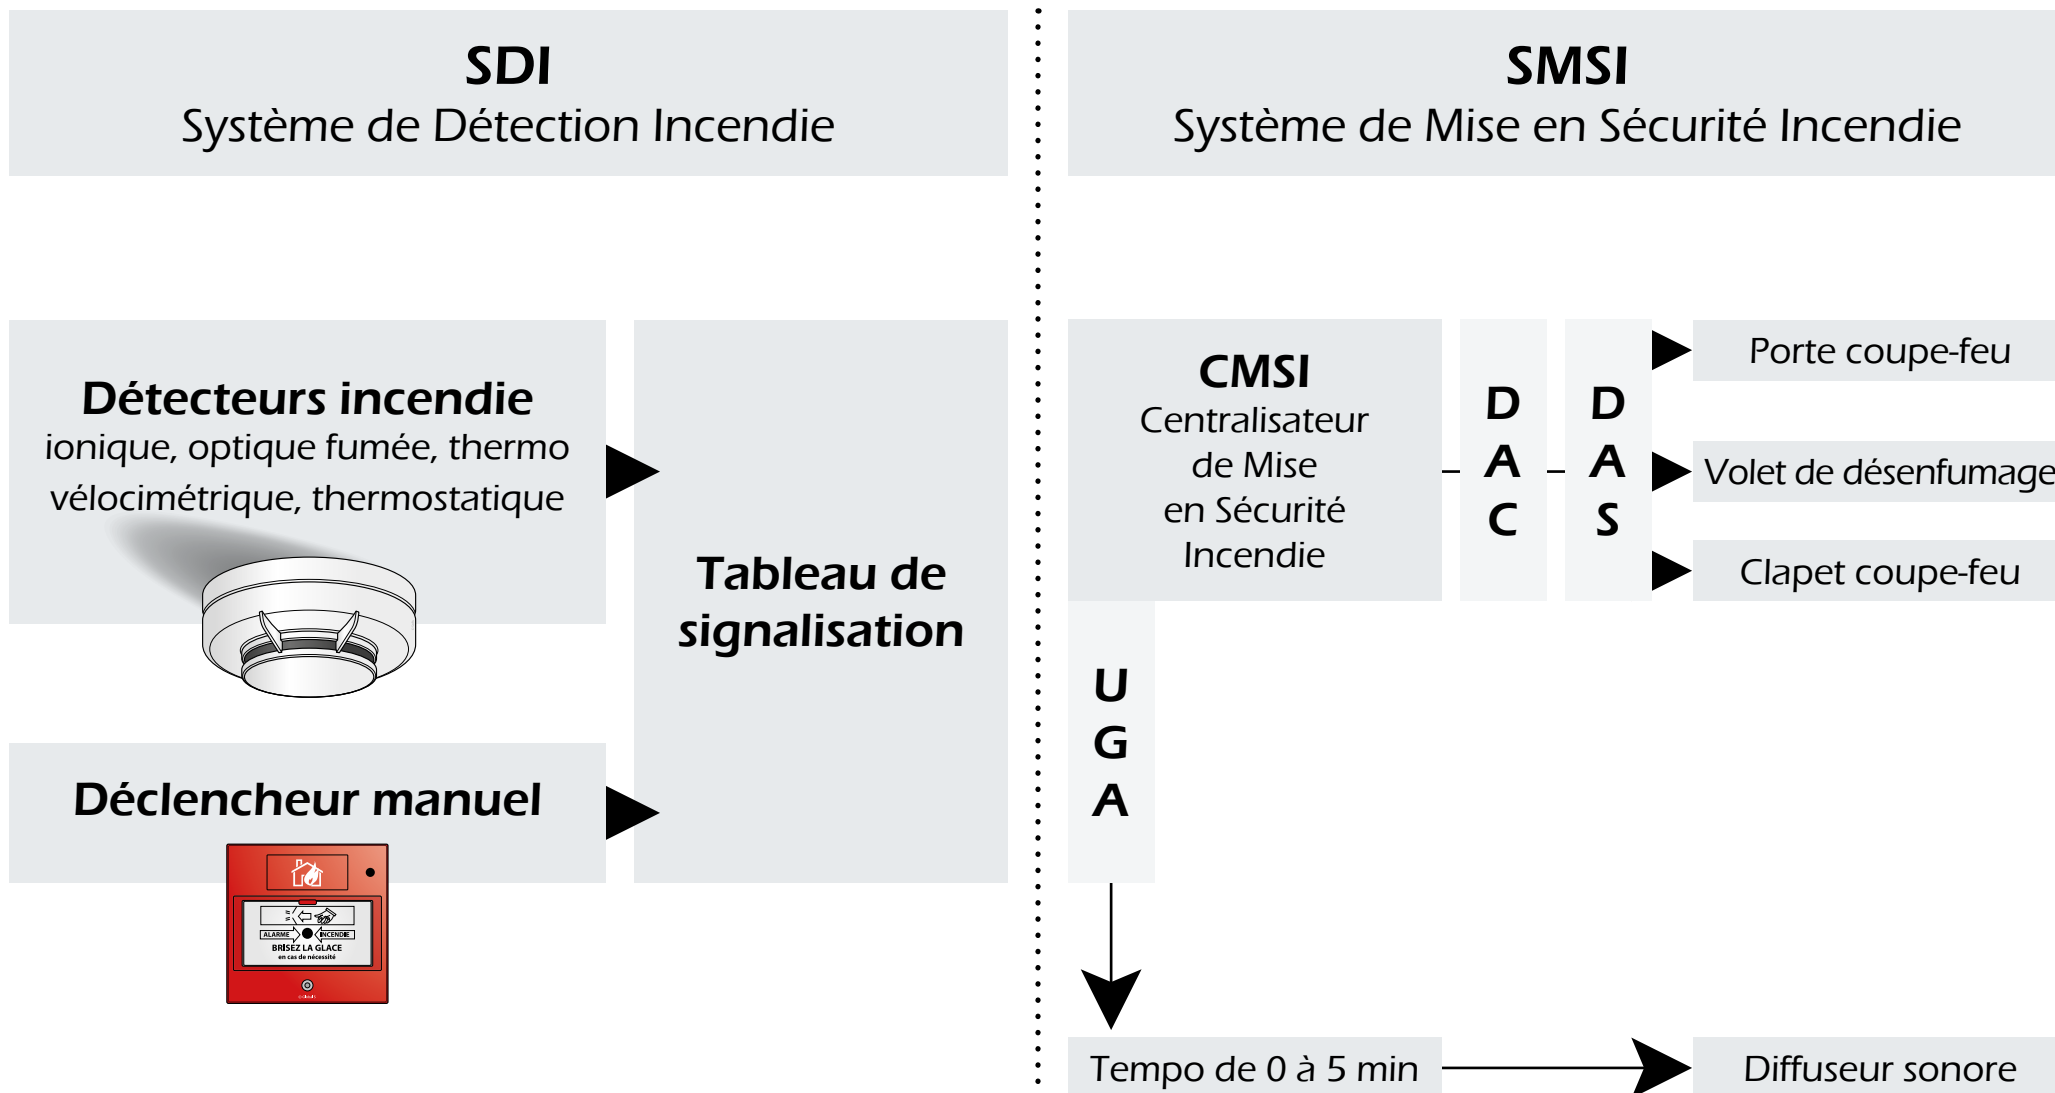 SDI
Système de Détection Incendie
SMSI
Système de Mise en Sécurité Incendie
Détecteurs incendie
ionique, optique fumée, thermo
vélocimétrique, thermostatique
Déclencheur manuel
ALARME INCENDIE
BRISEZ LA GLACE
en cas de nécessité
Tableau de
signalisation
CMSI
Centralisateur
de Mise
en Sécurité
Incendie
D
A
C
D
A
S
Porte coupe-feu
Volet de désenfumage
Clapet coupe-feu
U
G
A
Tempo de 0 à 5 min
Diffuseur sonore